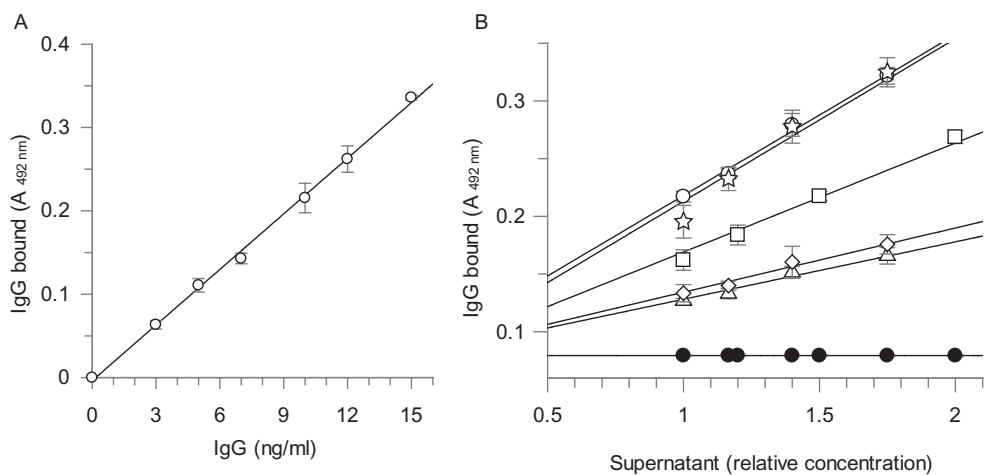 A
B
0.4
0.3
0.2
0.1
0
IgG bound (A 492 nm)
0 3 6 9 12 15
IgG (ng/ml)
0.3
0.2
0.1
IgG bound (A 492 nm)
0.5 1 1.5 2
Supernatant (relative concentration)